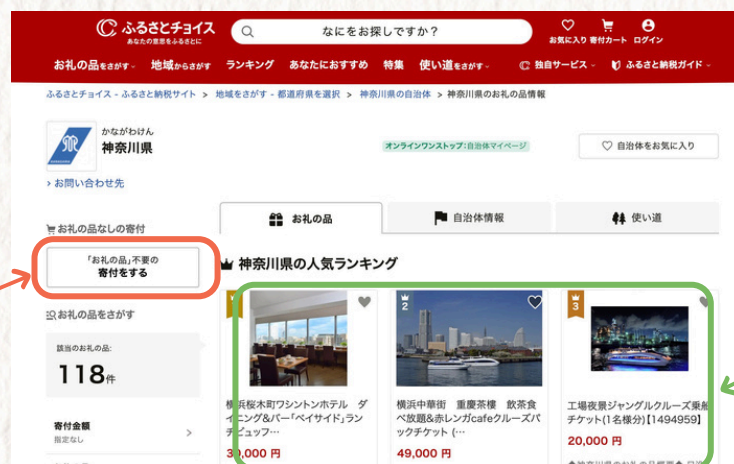 ふるさとチョイス
あなたの意思をふるさとに
なにをお探しですか？
お気に入り 寄付カート ログイン
お礼の品をさがす 地域からさがす ランキング あなたにおすすめ 特集 使い道をさがす 独自サービス ふるさと納税ガイド
ふるさとチョイス - ふるさと納税サイト > 地域をさがす - 都道府県を選択 > 神奈川県の自治体 > 神奈川県のお礼の品情報
かながわけん
神奈川県
オンラインワンストップ:自治体マイページ
自治体をお気に入り
> お問い合わせ先
お礼の品なしの寄付
お礼の品 自治体情報 使い道
「お礼の品」不要の
寄付をする
神奈川県の人気ランキング
お礼の品をさがす
該当のお礼の品:
118件
寄付金額
指定なし
>
2
3
横浜桜木町ワシントンホテル ダ
イニング&バー「ベイサイド」ラン
チビュッフ…
30,000 円
横浜中華街 重慶茶樓 飲茶食
べ放題&赤レンガcafeクルーズパ
ックチケット (…
49,000 円
工場夜景ジャングルクルーズ乗船
チケット(1名様分)【1494959】
20,000 円